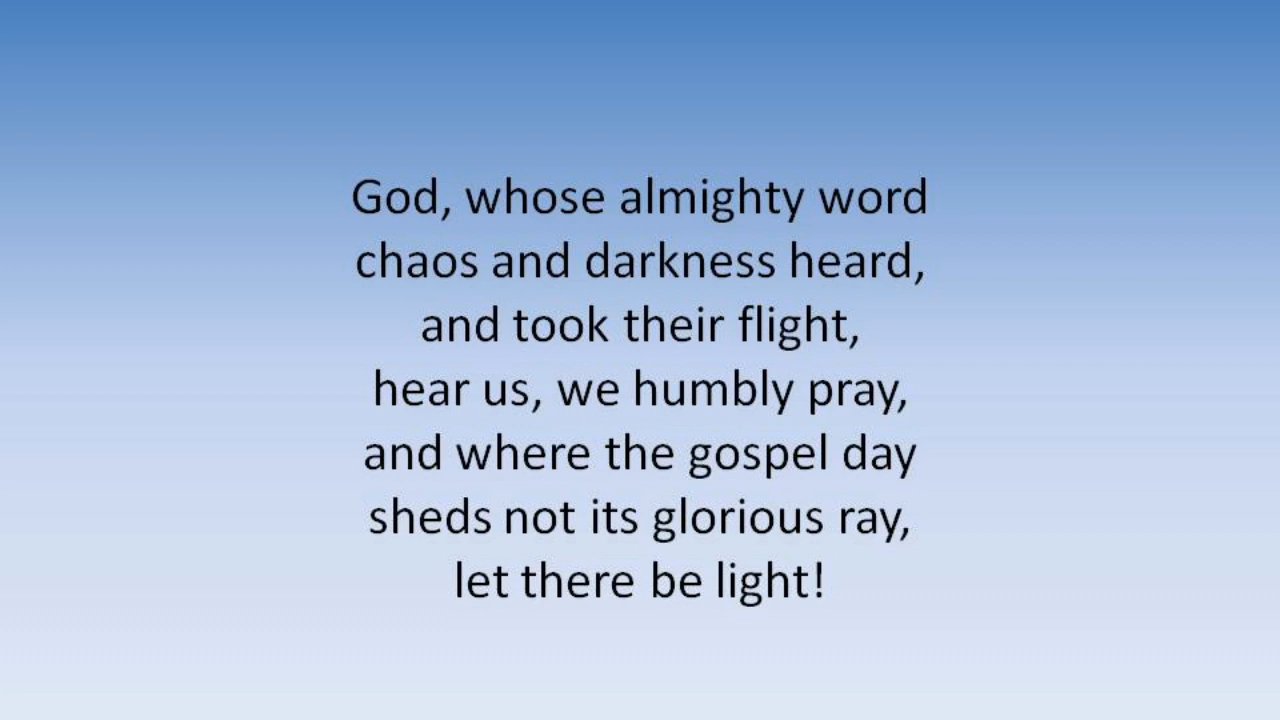 God, whose almighty word
chaos and darkness heard,
and took their flight,
hear us, we humbly pray,
and where the gospel day
sheds not its glorious ray,
let there be light!